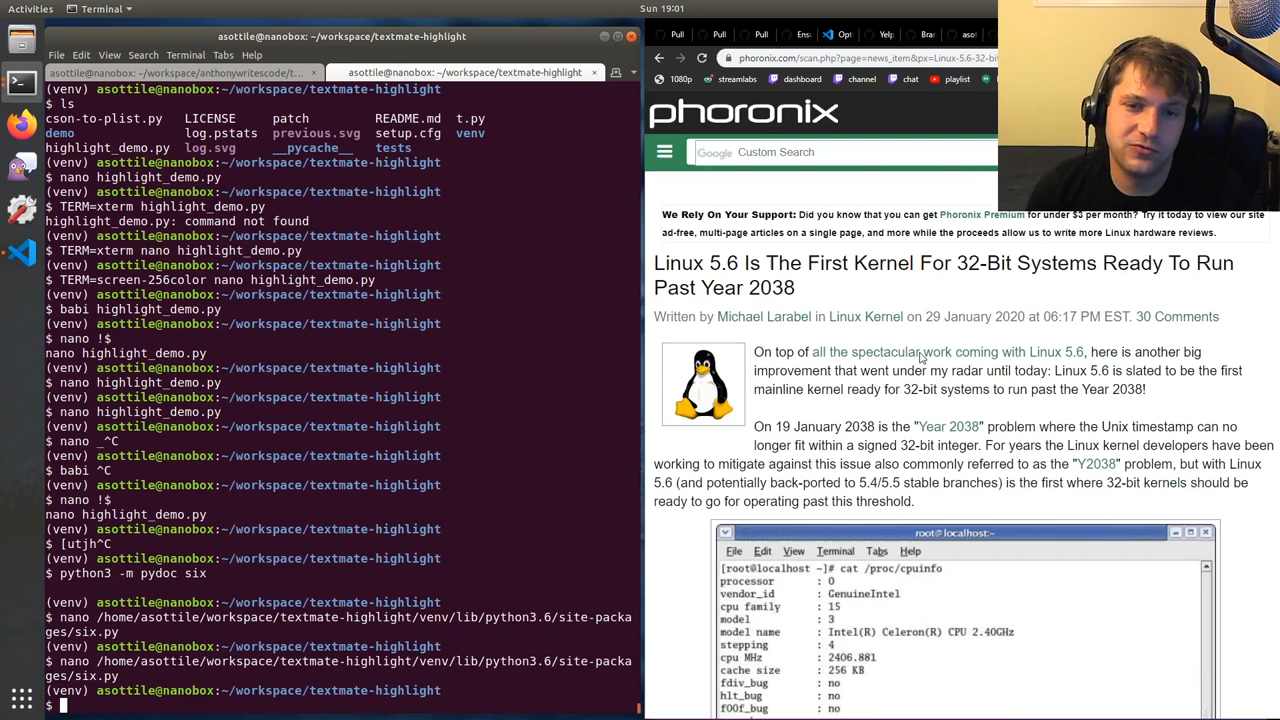 Activities
Terminal
Sun 19:01
asottile@nanobox: ~/workspace/textmate-highlight
File Edit View Search Terminal Tabs Help
asottile@nanobox: ~/workspace/anthonywritescode/t...
asottile@nanobox: ~/workspace/textmate-highlight
(venv) asottile@nanobox:~/workspace/textmate-highlight
$ ls
cson-to-plist.py LICENSE patch README.md t.py
demo log.pstats previous.svg setup.cfg venv
highlight_demo.py log.svg __pycache__ tests
(venv) asottile@nanobox:~/workspace/textmate-highlight
$ nano highlight_demo.py
(venv) asottile@nanobox:~/workspace/textmate-highlight
$ TERM=xterm highlight_demo.py
highlight_demo.py: command not found
(venv) asottile@nanobox:~/workspace/textmate-highlight
$ TERM=xterm nano highlight_demo.py
(venv) asottile@nanobox:~/workspace/textmate-highlight
$ TERM=screen-256color nano highlight_demo.py
(venv) asottile@nanobox:~/workspace/textmate-highlight
$ babi highlight_demo.py
(venv) asottile@nanobox:~/workspace/textmate-highlight
$ nano !$
nano highlight_demo.py
(venv) asottile@nanobox:~/workspace/textmate-highlight
$ nano highlight_demo.py
(venv) asottile@nanobox:~/workspace/textmate-highlight
$ nano highlight_demo.py
(venv) asottile@nanobox:~/workspace/textmate-highlight
$ nano _^C
(venv) asottile@nanobox:~/workspace/textmate-highlight
$ babi ^C
(venv) asottile@nanobox:~/workspace/textmate-highlight
$ nano !$
nano highlight_demo.py
(venv) asottile@nanobox:~/workspace/textmate-highlight
$ [utjh^C
(venv) asottile@nanobox:~/workspace/textmate-highlight
$ python3 -m pydoc six
(venv) asottile@nanobox:~/workspace/textmate-highlight
$ nano /home/asottile/workspace/textmate-highlight/venv/lib/python3.6/site-packa
ges/six.py
(venv) asottile@nanobox:~/workspace/textmate-highlight
$ nano /home/asottile/workspace/textmate-highlight/venv/lib/python3.6/site-packa
ges/six.py
(venv) asottile@nanobox:~/workspace/textmate-highlight
$
Pull Pull Pull Ens Opt Yelp Bra aso
phoronix.com/scan.php?page=news_item&px=Linux-5.6-32-bit
1080p streamlabs dashboard channel chat playlist
phoronix
Google Custom Search
We Rely On Your Support: Did you know that you can get Phoronix Premium for under $3 per month? Try it today to view our site
ad-free, multi-page articles on a single page, and more while the proceeds allow us to write more Linux hardware reviews.
Linux 5.6 Is The First Kernel For 32-Bit Systems Ready To Run
Past Year 2038
Written by Michael Larabel in Linux Kernel on 29 January 2020 at 06:17 PM EST. 30 Comments
On top of all the spectacular work coming with Linux 5.6, here is another big
improvement that went under my radar until today: Linux 5.6 is slated to be the first
mainline kernel ready for 32-bit systems to run past the Year 2038!
On 19 January 2038 is the "Year 2038" problem where the Unix timestamp can no
longer fit within a signed 32-bit integer. For years the Linux kernel developers have been
working to mitigate against this issue also commonly referred to as the "Y2038" problem, but with Linux
5.6 (and potentially back-ported to 5.4/5.5 stable branches) is the first where 32-bit kernels should be
ready to go for operating past this threshold.
root@localhost:~
File Edit View Terminal Tabs Help
[root@localhost ~]# cat /proc/cpuinfo
processor : 0
vendor_id : GenuineIntel
cpu family : 15
model : 3
model name : Intel(R) Celeron(R) CPU 2.40GHz
stepping : 4
cpu MHz : 2406.881
cache size : 256 KB
fdiv_bug : no
hlt_bug : no
f00f_bug : no